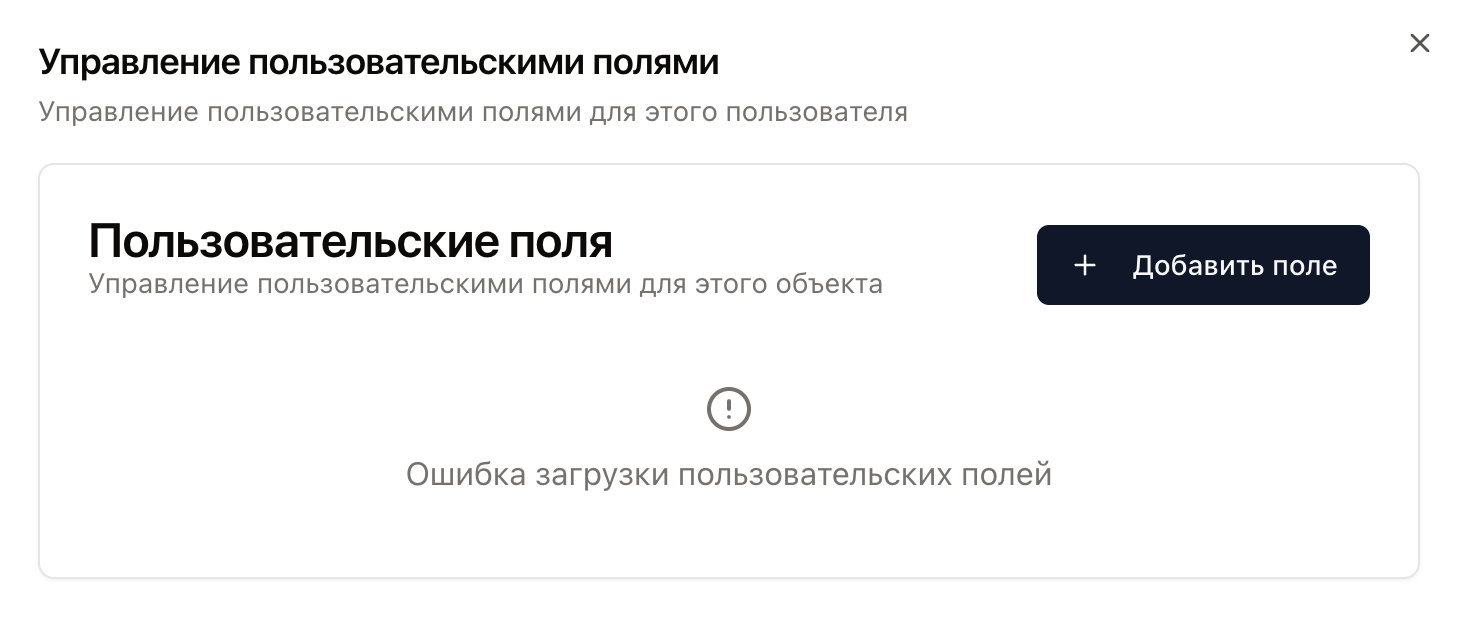 Управление пользовательскими полями
Управление пользовательскими полями для этого пользователя
Пользовательские поля
Управление пользовательскими полями для этого объекта
Добавить поле
Ошибка загрузки пользовательских полей